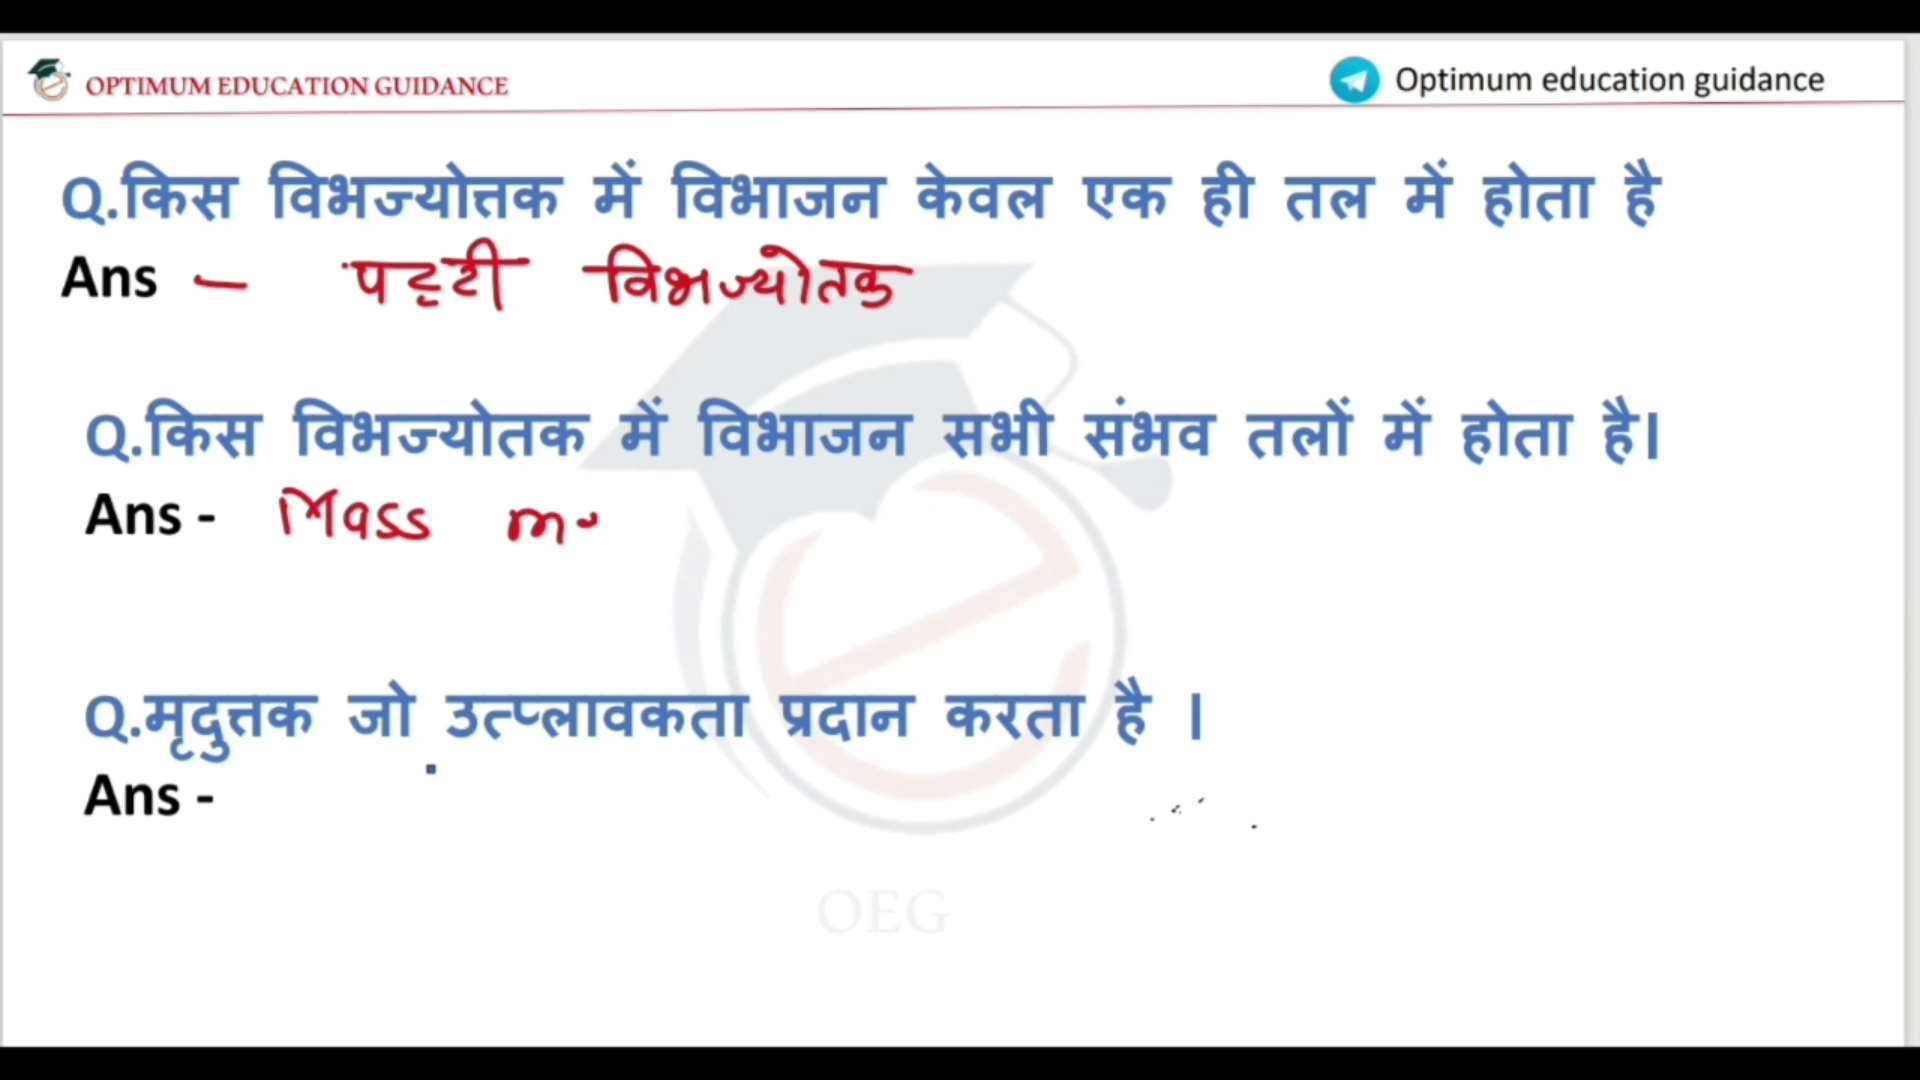 OPTIMUM EDUCATION GUIDANCE
Optimum education guidance
Q.किस विभज्योत्तक में विभाजन केवल एक ही तल में होता है
Ans - पट्टी विभज्योतक
Q.किस विभज्योतक में विभाजन सभी संभव तलों में होता है।
Ans - Mass m.
Q.मृदुत्तक जो उत्प्लावकता प्रदान करता है ।
Ans -
OEG